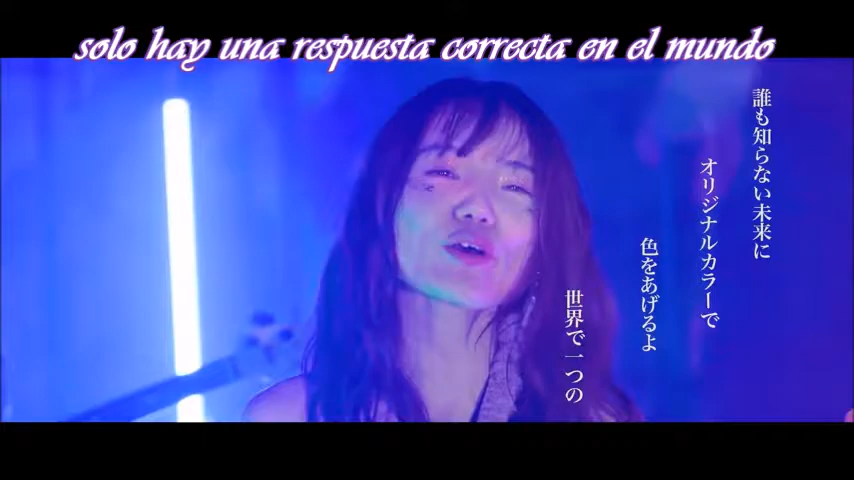 solo hay una respuesta correcta en el mundo
誰も知らない未来に
オリジナルカラーで
色をあげるよ
世界で一つの